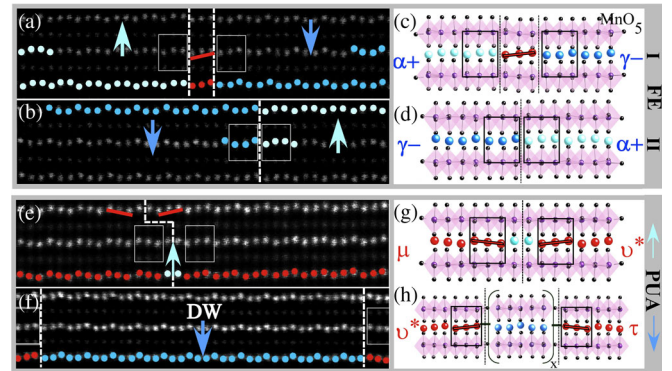 (a)
(b)
(c)
MnO5
α+
γ−
I
(d)
γ−
α+
II
FE
(e)
(f)
DW
(g)
μ
υ*
(h)
υ*
x
τ
PUA